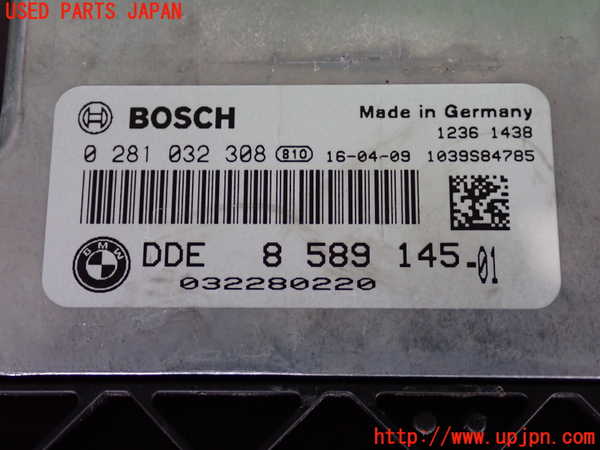 USED PARTS JAPAN
BOSCH
Made in Germany
1236 1438
0 281 032 308 810 16-04-09 1039S84785
BMW
DDE 8 589 145-01
032280220
http://www.upjpn.com